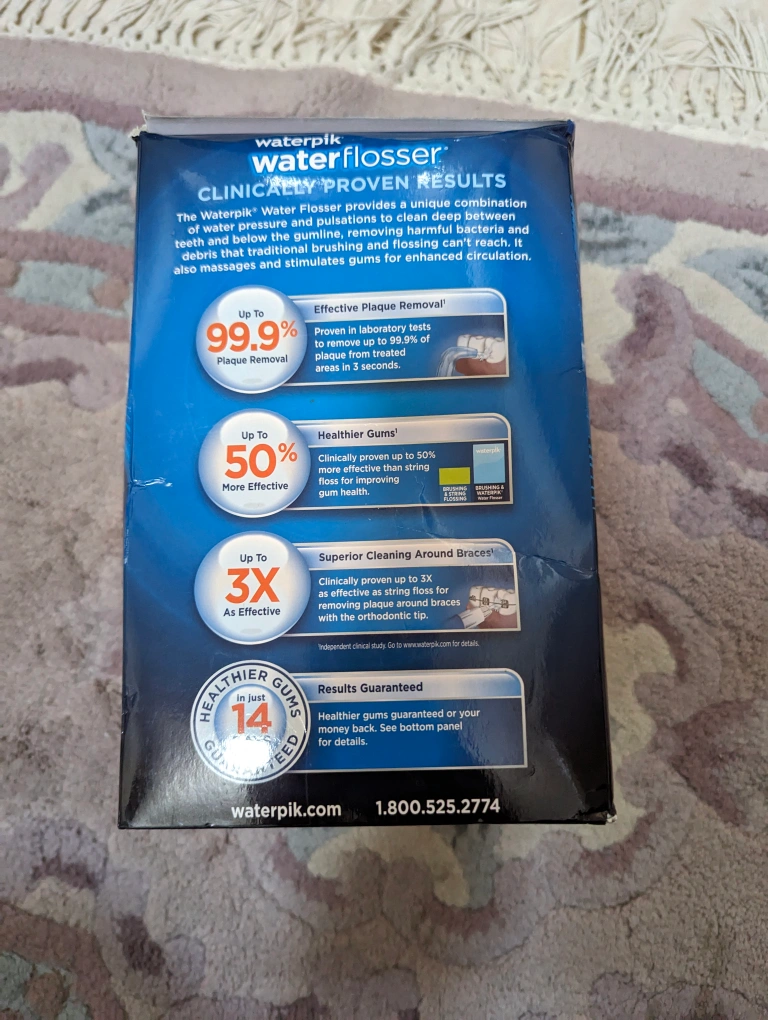 waterpik
waterflosser®
CLINICALLY PROVEN RESULTS
The Waterpik® Water Flosser provides a unique combination
of water pressure and pulsations to clean deep between
teeth and below the gumline, removing harmful bacteria and
debris that traditional brushing and flossing can't reach. It
also massages and stimulates gums for enhanced circulation.
Up To
99.9%
Plaque Removal
Effective Plaque Removal¹
Proven in laboratory tests
to remove up to 99.9% of
plaque from treated
areas in 3 seconds.
Up To
50%
More Effective
Healthier Gums¹
Clinically proven up to 50%
more effective than string
floss for improving
gum health.
BRUSHING
& STRING
FLOSSING
waterpik
BRUSHING &
WATERPIK®
Water Flosser
Up To
3X
As Effective
Superior Cleaning Around Braces¹
Clinically proven up to 3X
as effective as string floss for
removing plaque around braces
with the orthodontic tip.
¹Independent clinical study. Go to www.waterpik.com for details.
HEALTHIER GUMS
in just
14
DAYS
GUARANTEED
Results Guaranteed
Healthier gums guaranteed or your
money back. See bottom panel
for details.
waterpik.com 1.800.525.2774